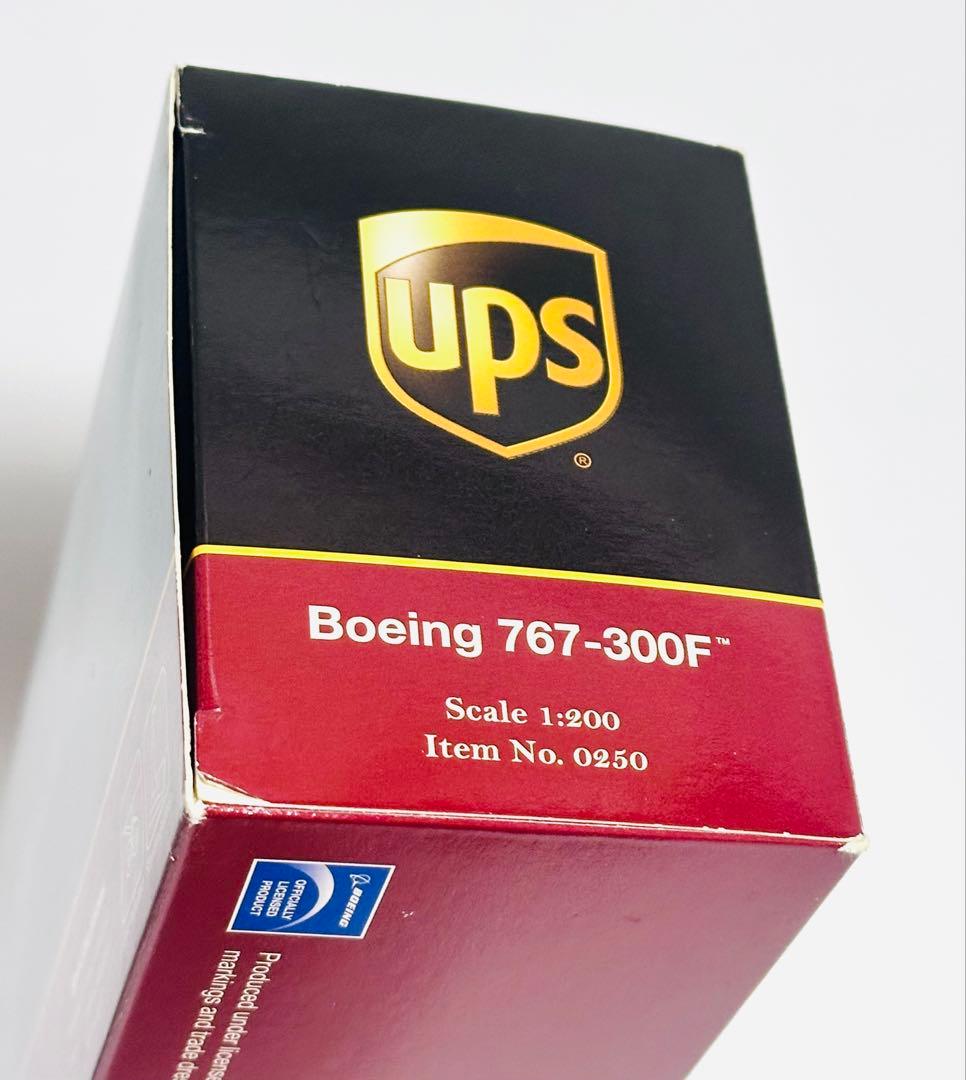 ups
®
Boeing 767-300F™
Scale 1:200
Item No. 0250
BOEING
OFFICIALLY
LICENSED
PRODUCT
Produced under license
markings and trade